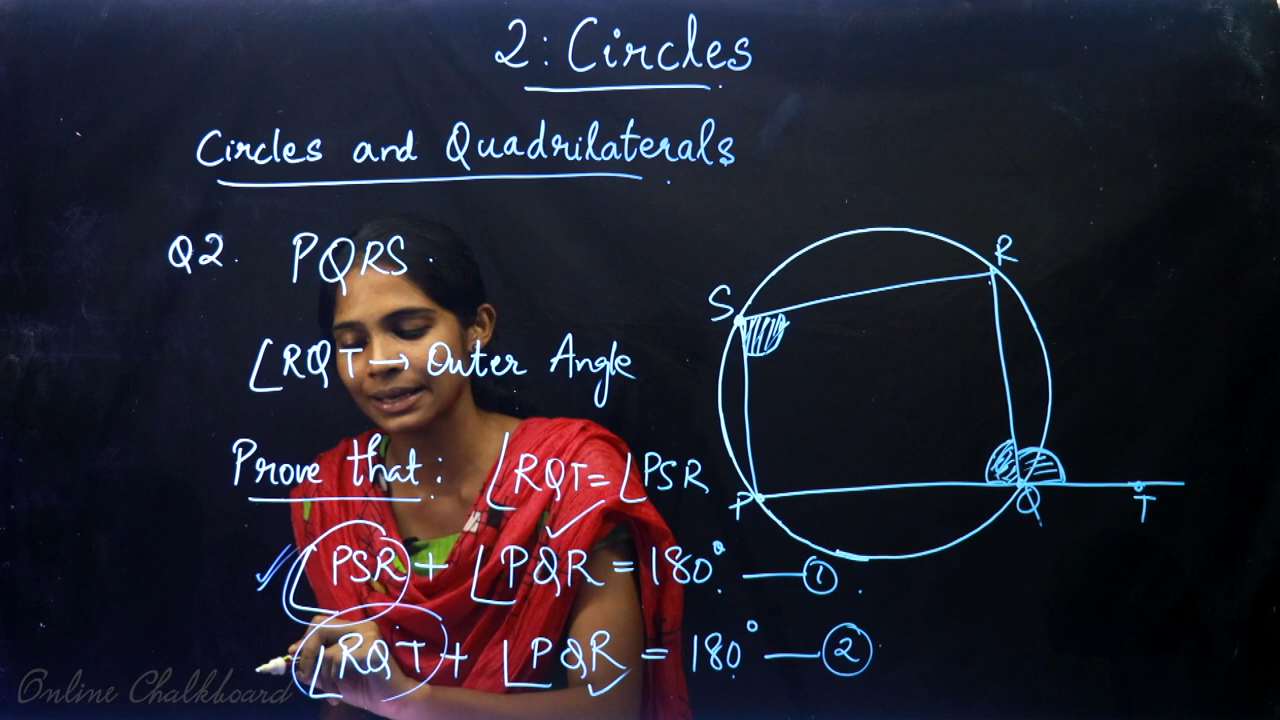 2: Circles
Circles and Quadrilaterals
Q2. PQRS.
∠RQT → Outer Angle
Prove that: ∠RQT = ∠PSR
∠PSR + ∠PQR = 180° — ①
∠RQT + ∠PQR = 180° — ②
S
R
P
Q
T
Online Chalkboard